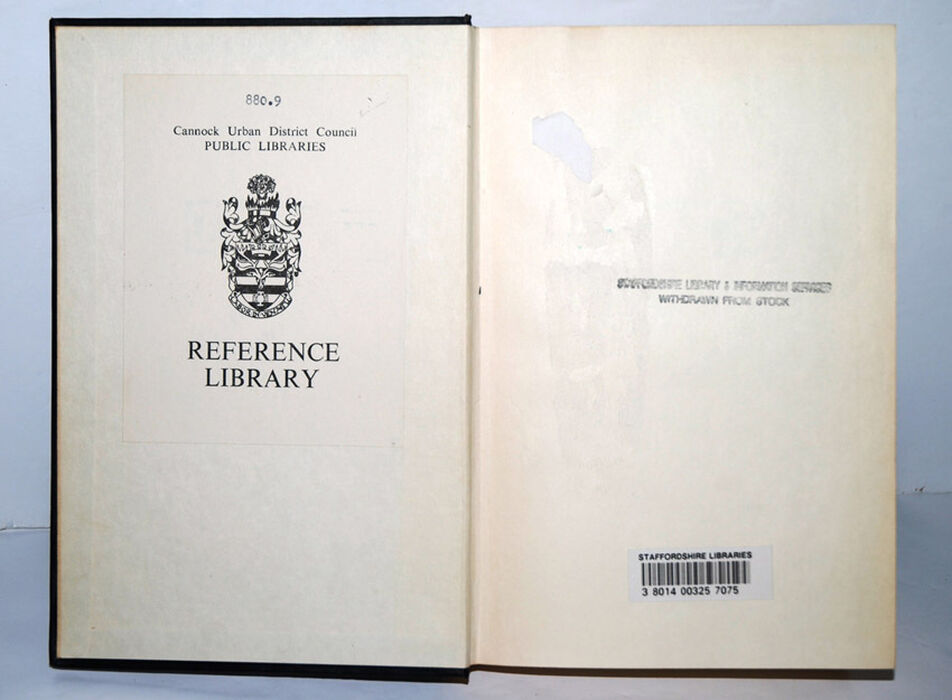 880.9
Cannock Urban District Council
PUBLIC LIBRARIES
REFERENCE
LIBRARY
STAFFORDSHIRE LIBRARY & INFORMATION SERVICES
WITHDRAWN FROM STOCK
STAFFORDSHIRE LIBRARIES
3 8014 00325 7075